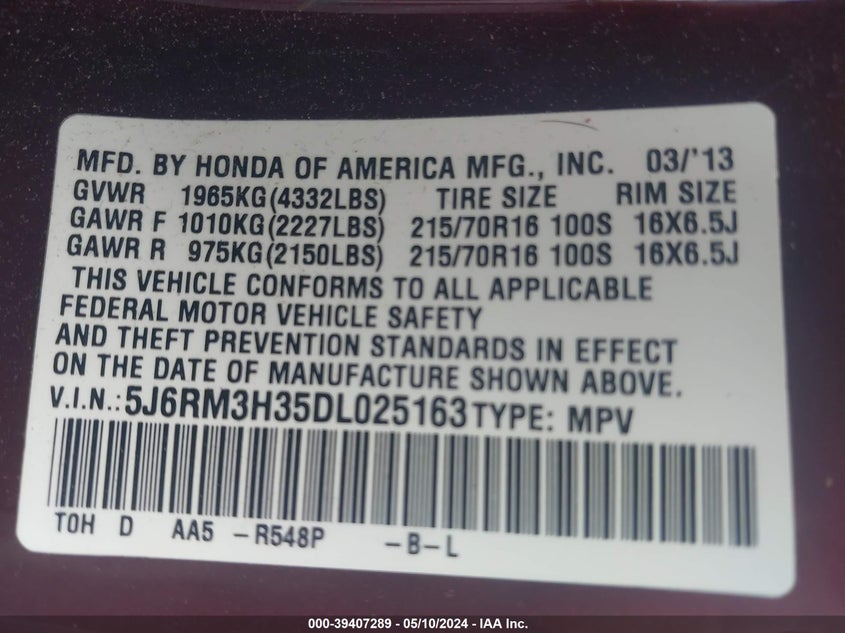 MFD. BY HONDA OF AMERICA MFG., INC. 03/'13
GVWR 1965KG(4332LBS) TIRE SIZE RIM SIZE
GAWR F 1010KG(2227LBS) 215/70R16 100S 16X6.5J
GAWR R 975KG(2150LBS) 215/70R16 100S 16X6.5J
THIS VEHICLE CONFORMS TO ALL APPLICABLE
FEDERAL MOTOR VEHICLE SAFETY
AND THEFT PREVENTION STANDARDS IN EFFECT
ON THE DATE OF MANUFACTURE SHOWN ABOVE.
V.I.N.: 5J6RM3H35DL025163 TYPE: MPV
TOH D AA5 -R548P -B-L
000-39407289 - 05/10/2024 - IAA Inc.